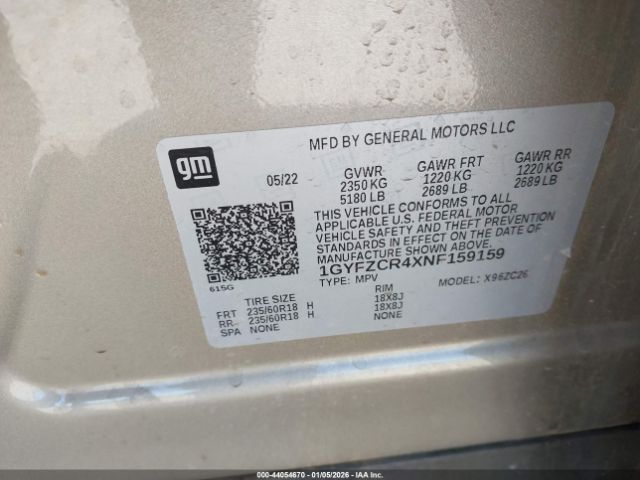 gm
MFD BY GENERAL MOTORS LLC
05/22
GVWR GAWR FRT GAWR RR
2350 KG 1220 KG 1220 KG
5180 LB 2689 LB 2689 LB
THIS VEHICLE CONFORMS TO ALL
APPLICABLE U.S. FEDERAL MOTOR
VEHICLE SAFETY AND THEFT PREVENTION
STANDARDS IN EFFECT ON THE DATE OF
MANUFACTURE SHOWN ABOVE.
1GYFZCR4XNF159159
TYPE: MPV MODEL: X96ZC26
615G
TIRE SIZE RIM
FRT 235/60R18 H 18X8J
RR 235/60R18 H 18X8J
SPA NONE NONE
000-44054670 | 01/05/2026 | ©IAA, Inc.